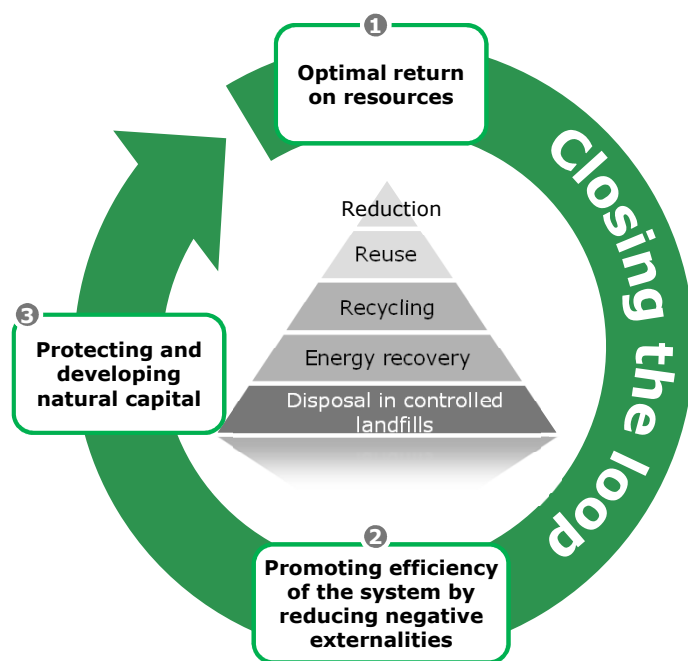 1
Optimal return
on resources
Closing the loop
Reduction
Reuse
Recycling
Energy recovery
Disposal in controlled
landfills
3
Protecting and
developing
natural capital
2
Promoting efficiency
of the system by
reducing negative
externalities